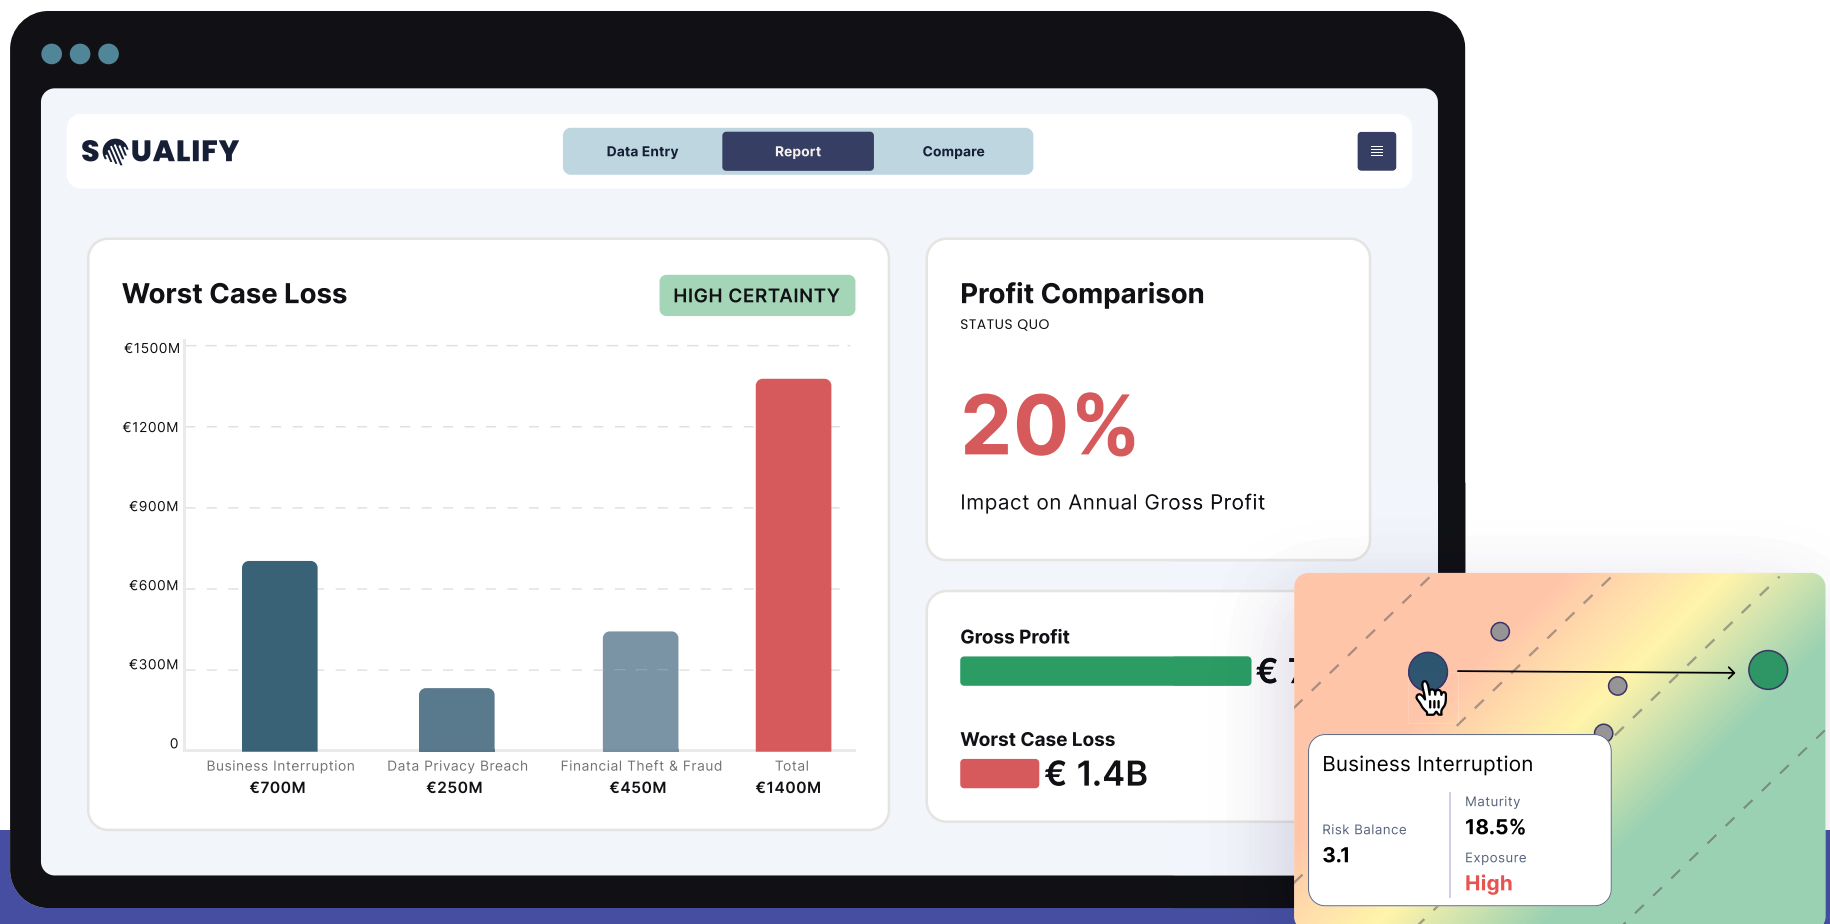 SQUALIFY
Data Entry
Report
Compare
Worst Case Loss
HIGH CERTAINTY
€1500M
€1200M
€900M
€600M
€300M
0
Business Interruption
€700M
Data Privacy Breach
€250M
Financial Theft & Fraud
€450M
Total
€1400M
Profit Comparison
STATUS QUO
20%
Impact on Annual Gross Profit
Gross Profit
€
Worst Case Loss
€ 1.4B
Business Interruption
Risk Balance
3.1
Maturity
18.5%
Exposure
High